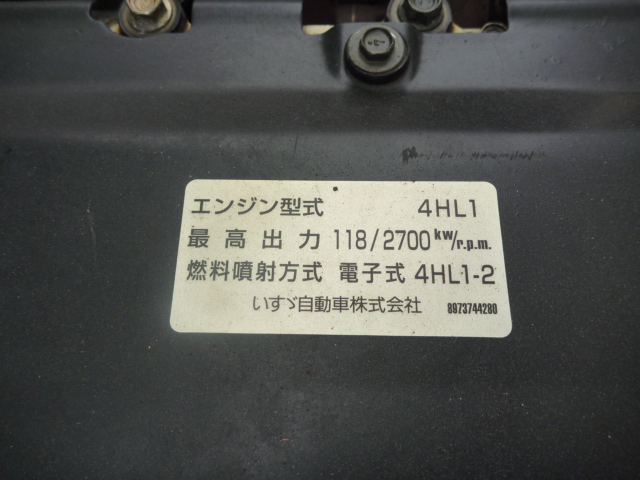 エンジン型式 4HL1
最高出力 118/2700 kw/r.p.m.
燃料噴射方式 電子式 4HL1-2
いすゞ自動車株式会社 8973744280